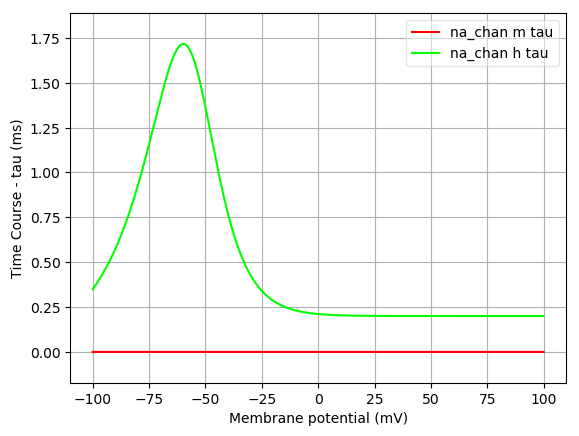 na_chan m tau
na_chan h tau
Time Course - tau (ms)
1.75
1.50
1.25
1.00
0.75
0.50
0.25
0.00
−100 −75 −50 −25 0 25 50 75 100
Membrane potential (mV)